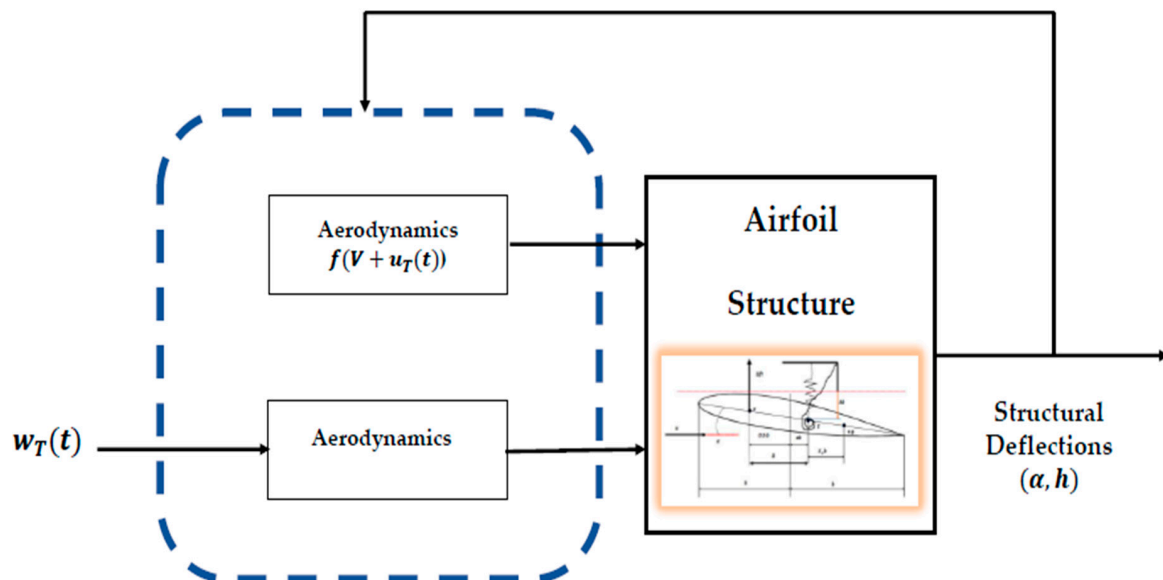 Aerodynamics
f(V + u_T(t))
w_T(t)
Aerodynamics
Airfoil
Structure
Structural
Deflections
(α, h)